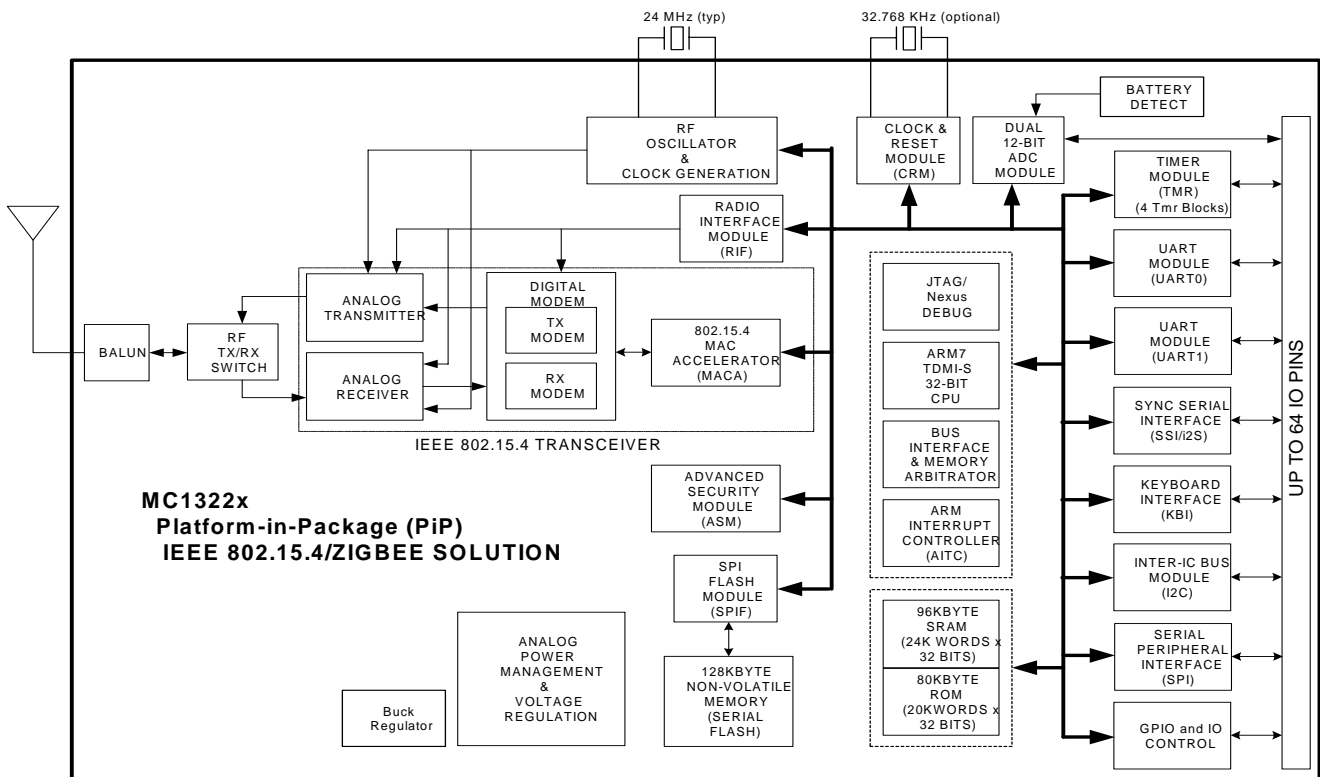 24 MHz (typ)
32.768 KHz (optional)
BATTERY
DETECT
RF
OSCILLATOR
&
CLOCK GENERATION
CLOCK &
RESET
MODULE
(CRM)
DUAL
12-BIT
ADC
MODULE
TIMER
MODULE
(TMR)
(4 Tmr Blocks)
RADIO
INTERFACE
MODULE
(RIF)
UART
MODULE
(UART0)
ANALOG
TRANSMITTER
DIGITAL
MODEM
TX
MODEM
RX
MODEM
802.15.4
MAC
ACCELERATOR
(MACA)
JTAG/
Nexus
DEBUG
UART
MODULE
(UART1)
BALUN
RF
TX/RX
SWITCH
ANALOG
RECEIVER
ARM7
TDMI-S
32-BIT
CPU
SYNC SERIAL
INTERFACE
(SSI/i2S)
IEEE 802.15.4 TRANSCEIVER
BUS
INTERFACE
& MEMORY
ARBITRATOR
UP TO 64 IO PINS
MC1322x
Platform-in-Package (PiP)
IEEE 802.15.4/ZIGBEE SOLUTION
ADVANCED
SECURITY
MODULE
(ASM)
KEYBOARD
INTERFACE
(KBI)
ARM
INTERRUPT
CONTROLLER
(AITC)
SPI
FLASH
MODULE
(SPIF)
INTER-IC BUS
MODULE
(I2C)
ANALOG
POWER
MANAGEMENT
&
VOLTAGE
REGULATION
96KBYTE
SRAM
(24K WORDS x
32 BITS)
SERIAL
PERIPHERAL
INTERFACE
(SPI)
Buck
Regulator
128KBYTE
NON-VOLATILE
MEMORY
(SERIAL
FLASH)
80KBYTE
ROM
(20KWORDS x
32 BITS)
GPIO and IO
CONTROL